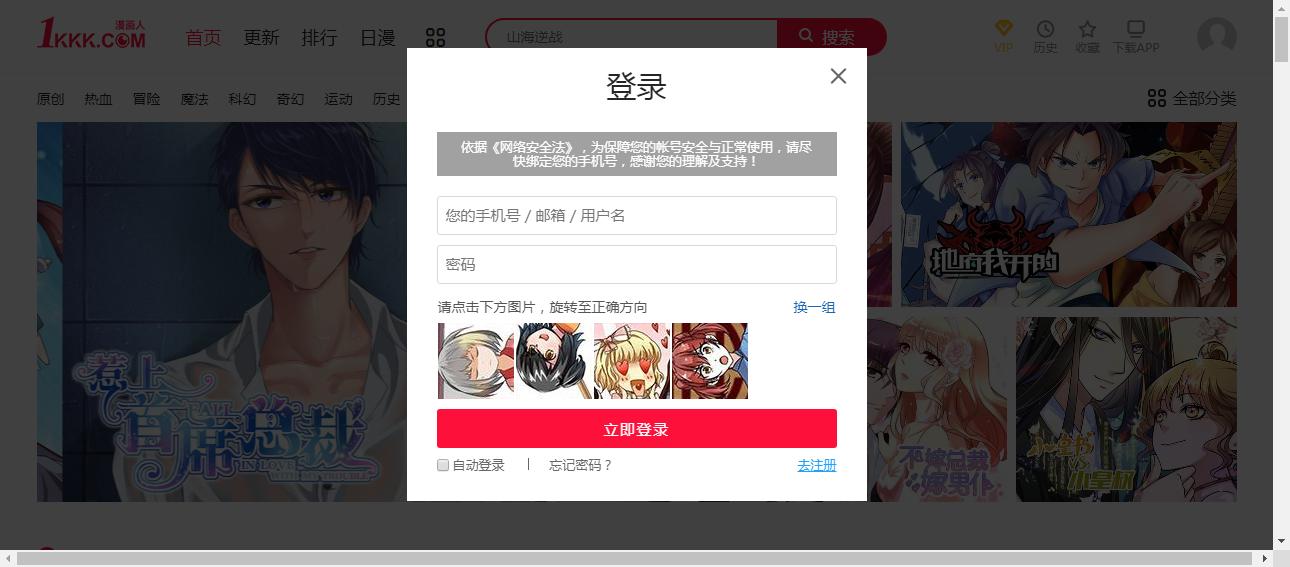 1KKK.COM 漫画人
首页 更新 排行 日漫
山海逆战
搜索
VIP 历史 收藏 下载APP
原创 热血 冒险 魔法 科幻 奇幻 运动 历史
全部分类
登录
依据《网络安全法》，为保障您的帐号安全与正常使用，请尽
快绑定您的手机号，感谢您的理解及支持！
您的手机号 / 邮箱 / 用户名
密码
请点击下方图片，旋转至正确方向 换一组
立即登录
自动登录 忘记密码？ 去注册
惹上
FALL
首席总裁
IN LOVE WITH MY TROUBLE
地府我开的
不嫁总裁
嫁男仆
小皇叔